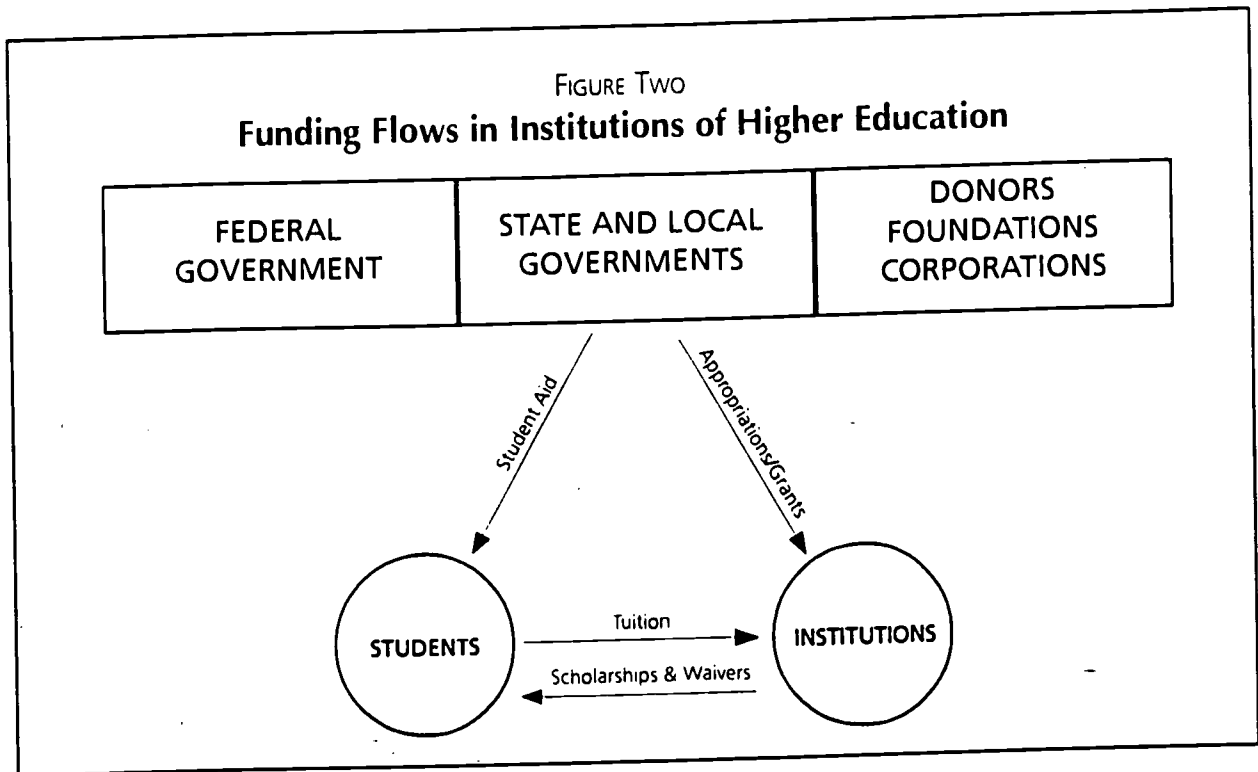 FIGURE TWO
Funding Flows in Institutions of Higher Education
FEDERAL
GOVERNMENT
STATE AND LOCAL
GOVERNMENTS
DONORS
FOUNDATIONS
CORPORATIONS
Student Aid
Appropriations/Grants
STUDENTS
Tuition
Scholarships & Waivers
INSTITUTIONS